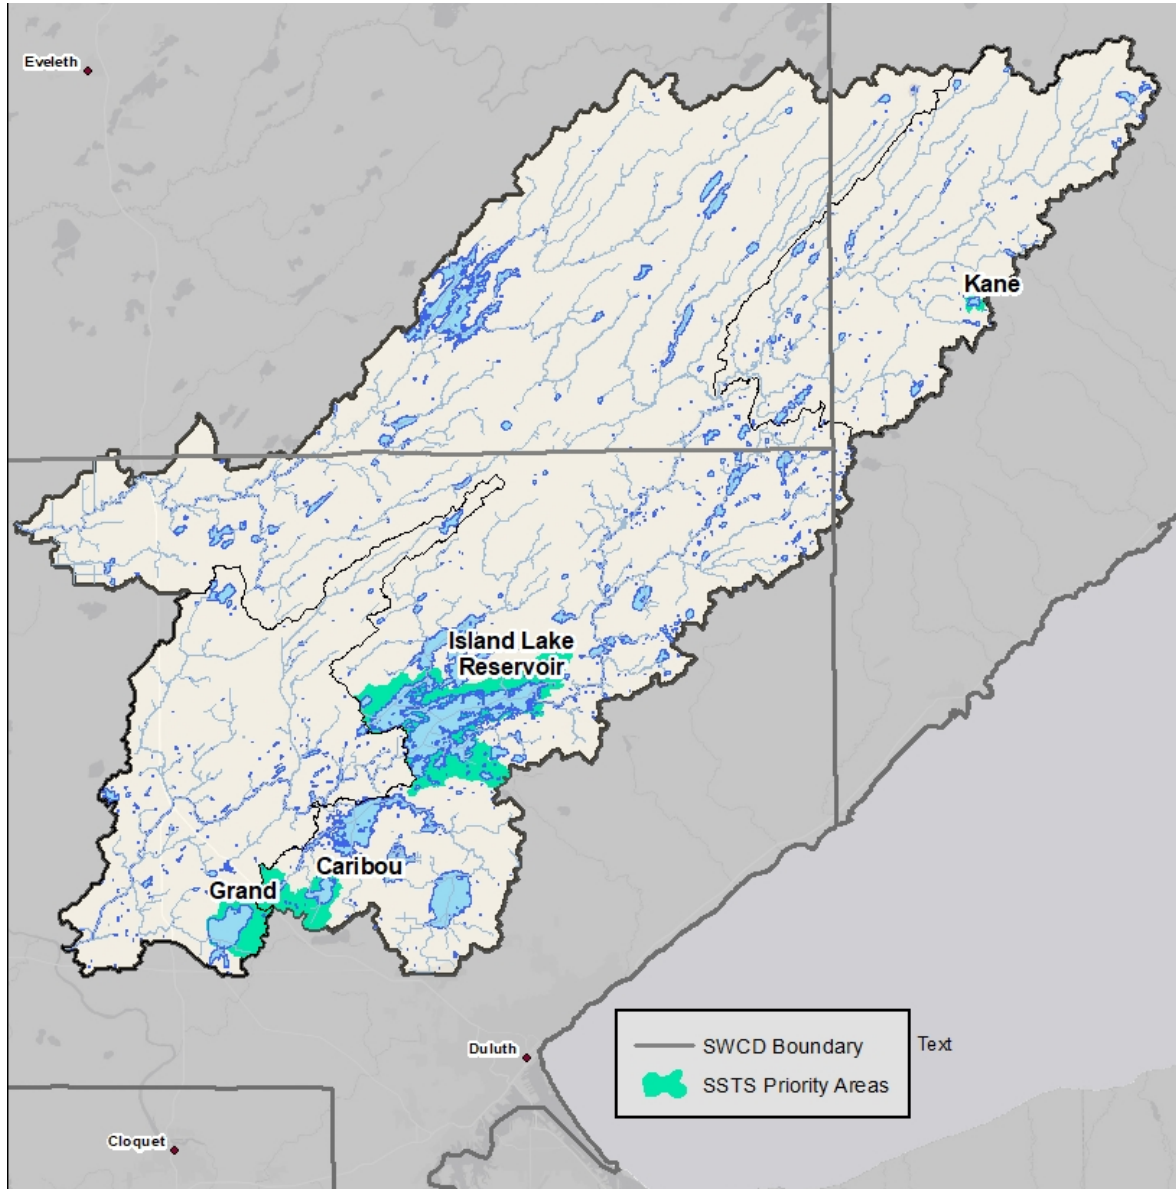 Eveleth
Kane
Island Lake
Reservoir
Caribou
Grand
Duluth
SWCD Boundary
Text
SSTS Priority Areas
Cloquet